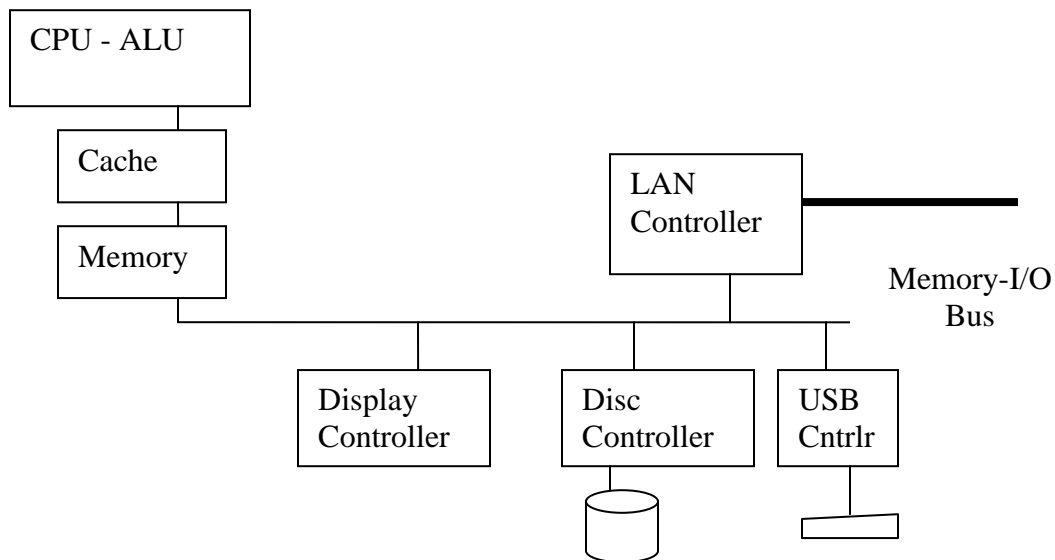 CPU - ALU
Cache
LAN
Controller
Memory
Memory-I/O
Bus
Display
Controller
Disc
Controller
USB
Cntrlr